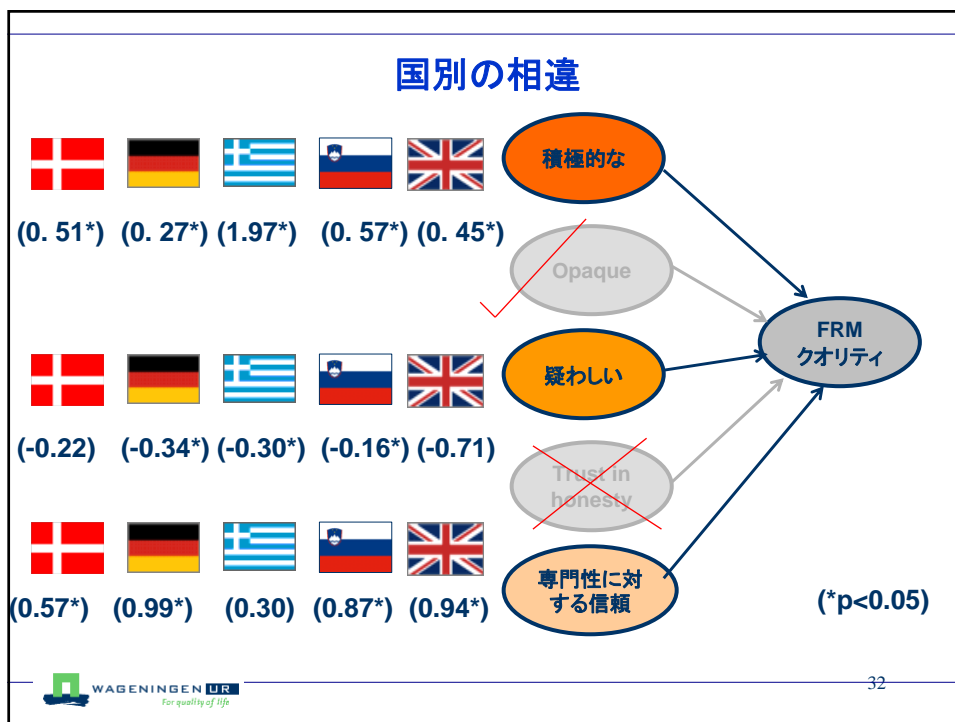 国別の相違
積極的な
(0. 51*) (0. 27*) (1.97*) (0. 57*) (0. 45*)
Opaque
FRM
クオリティ
疑わしい
(-0.22) (-0.34*) (-0.30*) (-0.16*) (-0.71)
Trust in
honesty
専門性に対
する信頼
(0.57*) (0.99*) (0.30) (0.87*) (0.94*)
(*p<0.05)
WAGENINGEN UR
For quality of life
32